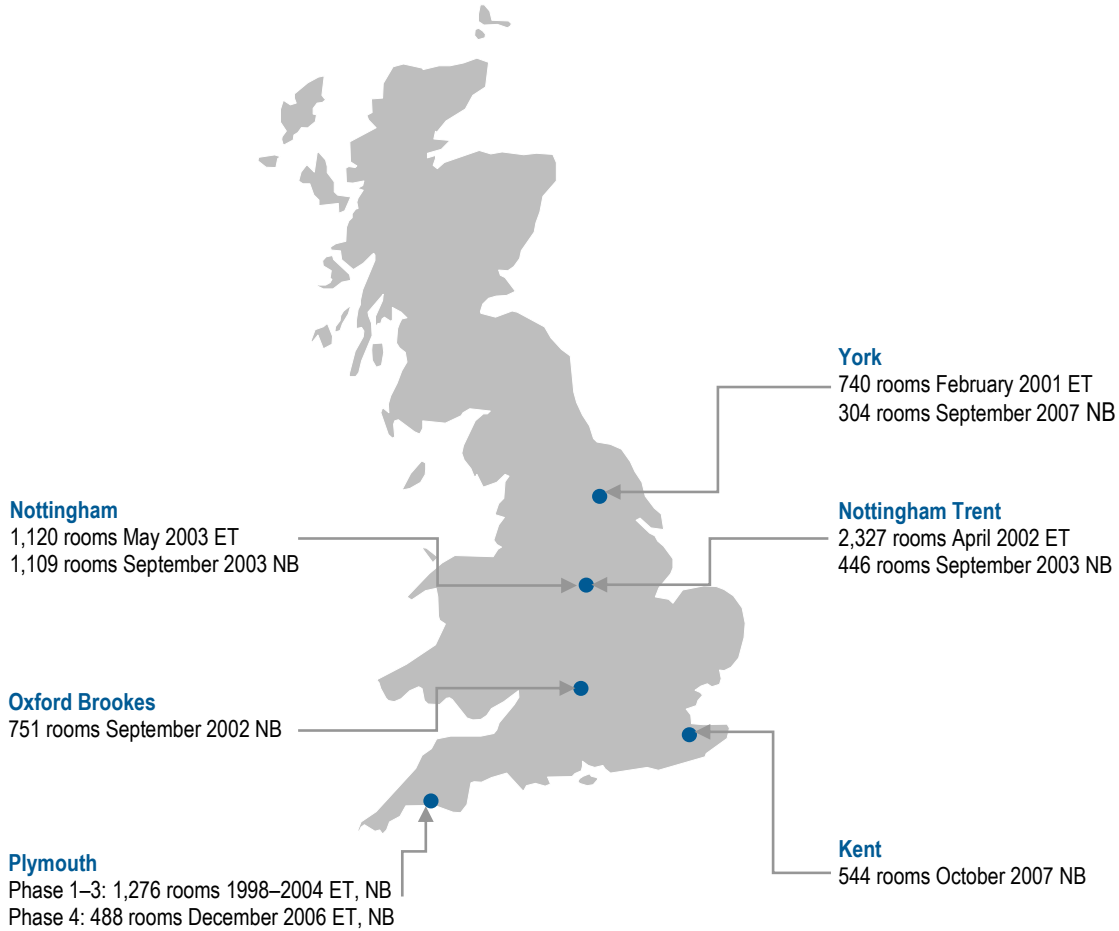 York
740 rooms February 2001 ET
304 rooms September 2007 NB
Nottingham
1,120 rooms May 2003 ET
1,109 rooms September 2003 NB
Nottingham Trent
2,327 rooms April 2002 ET
446 rooms September 2003 NB
Oxford Brookes
751 rooms September 2002 NB
Plymouth
Phase 1–3: 1,276 rooms 1998–2004 ET, NB
Phase 4: 488 rooms December 2006 ET, NB
Kent
544 rooms October 2007 NB